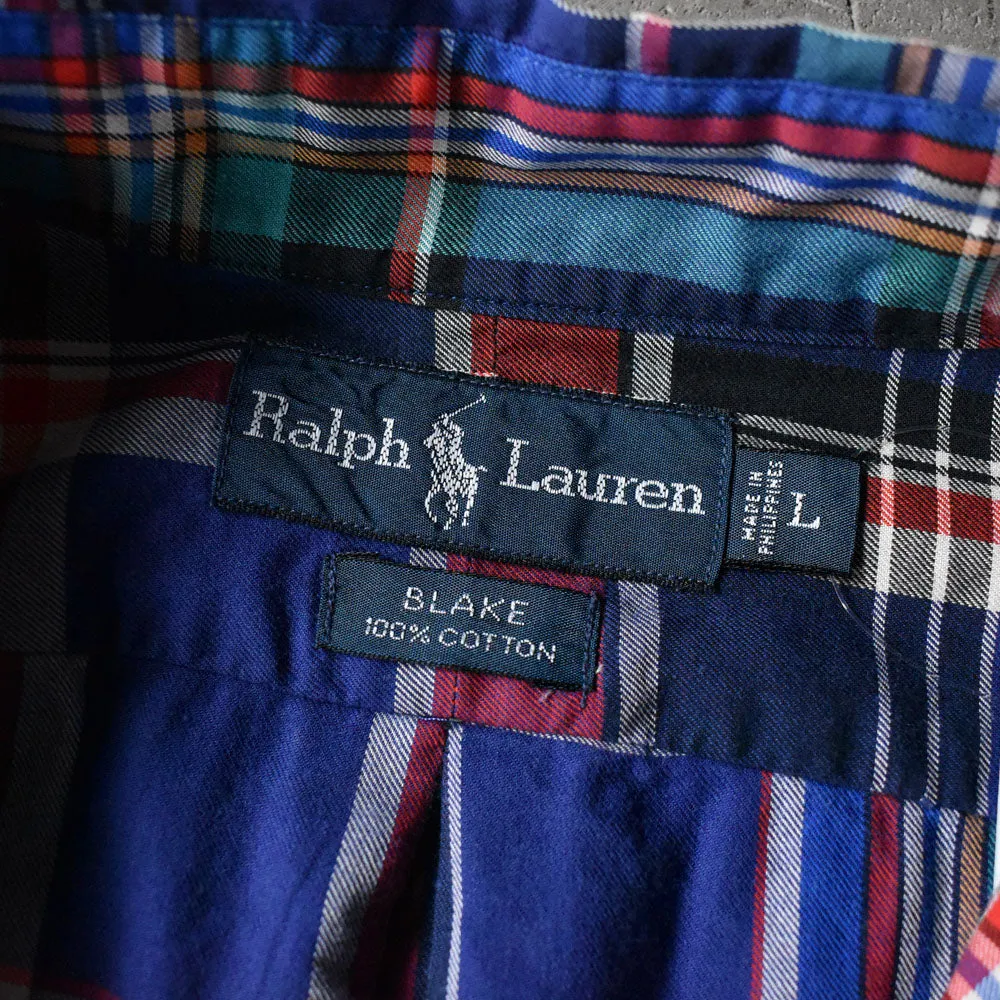 Ralph Lauren
MADE IN
PHILIPPINES
L
BLAKE
100% COTTON